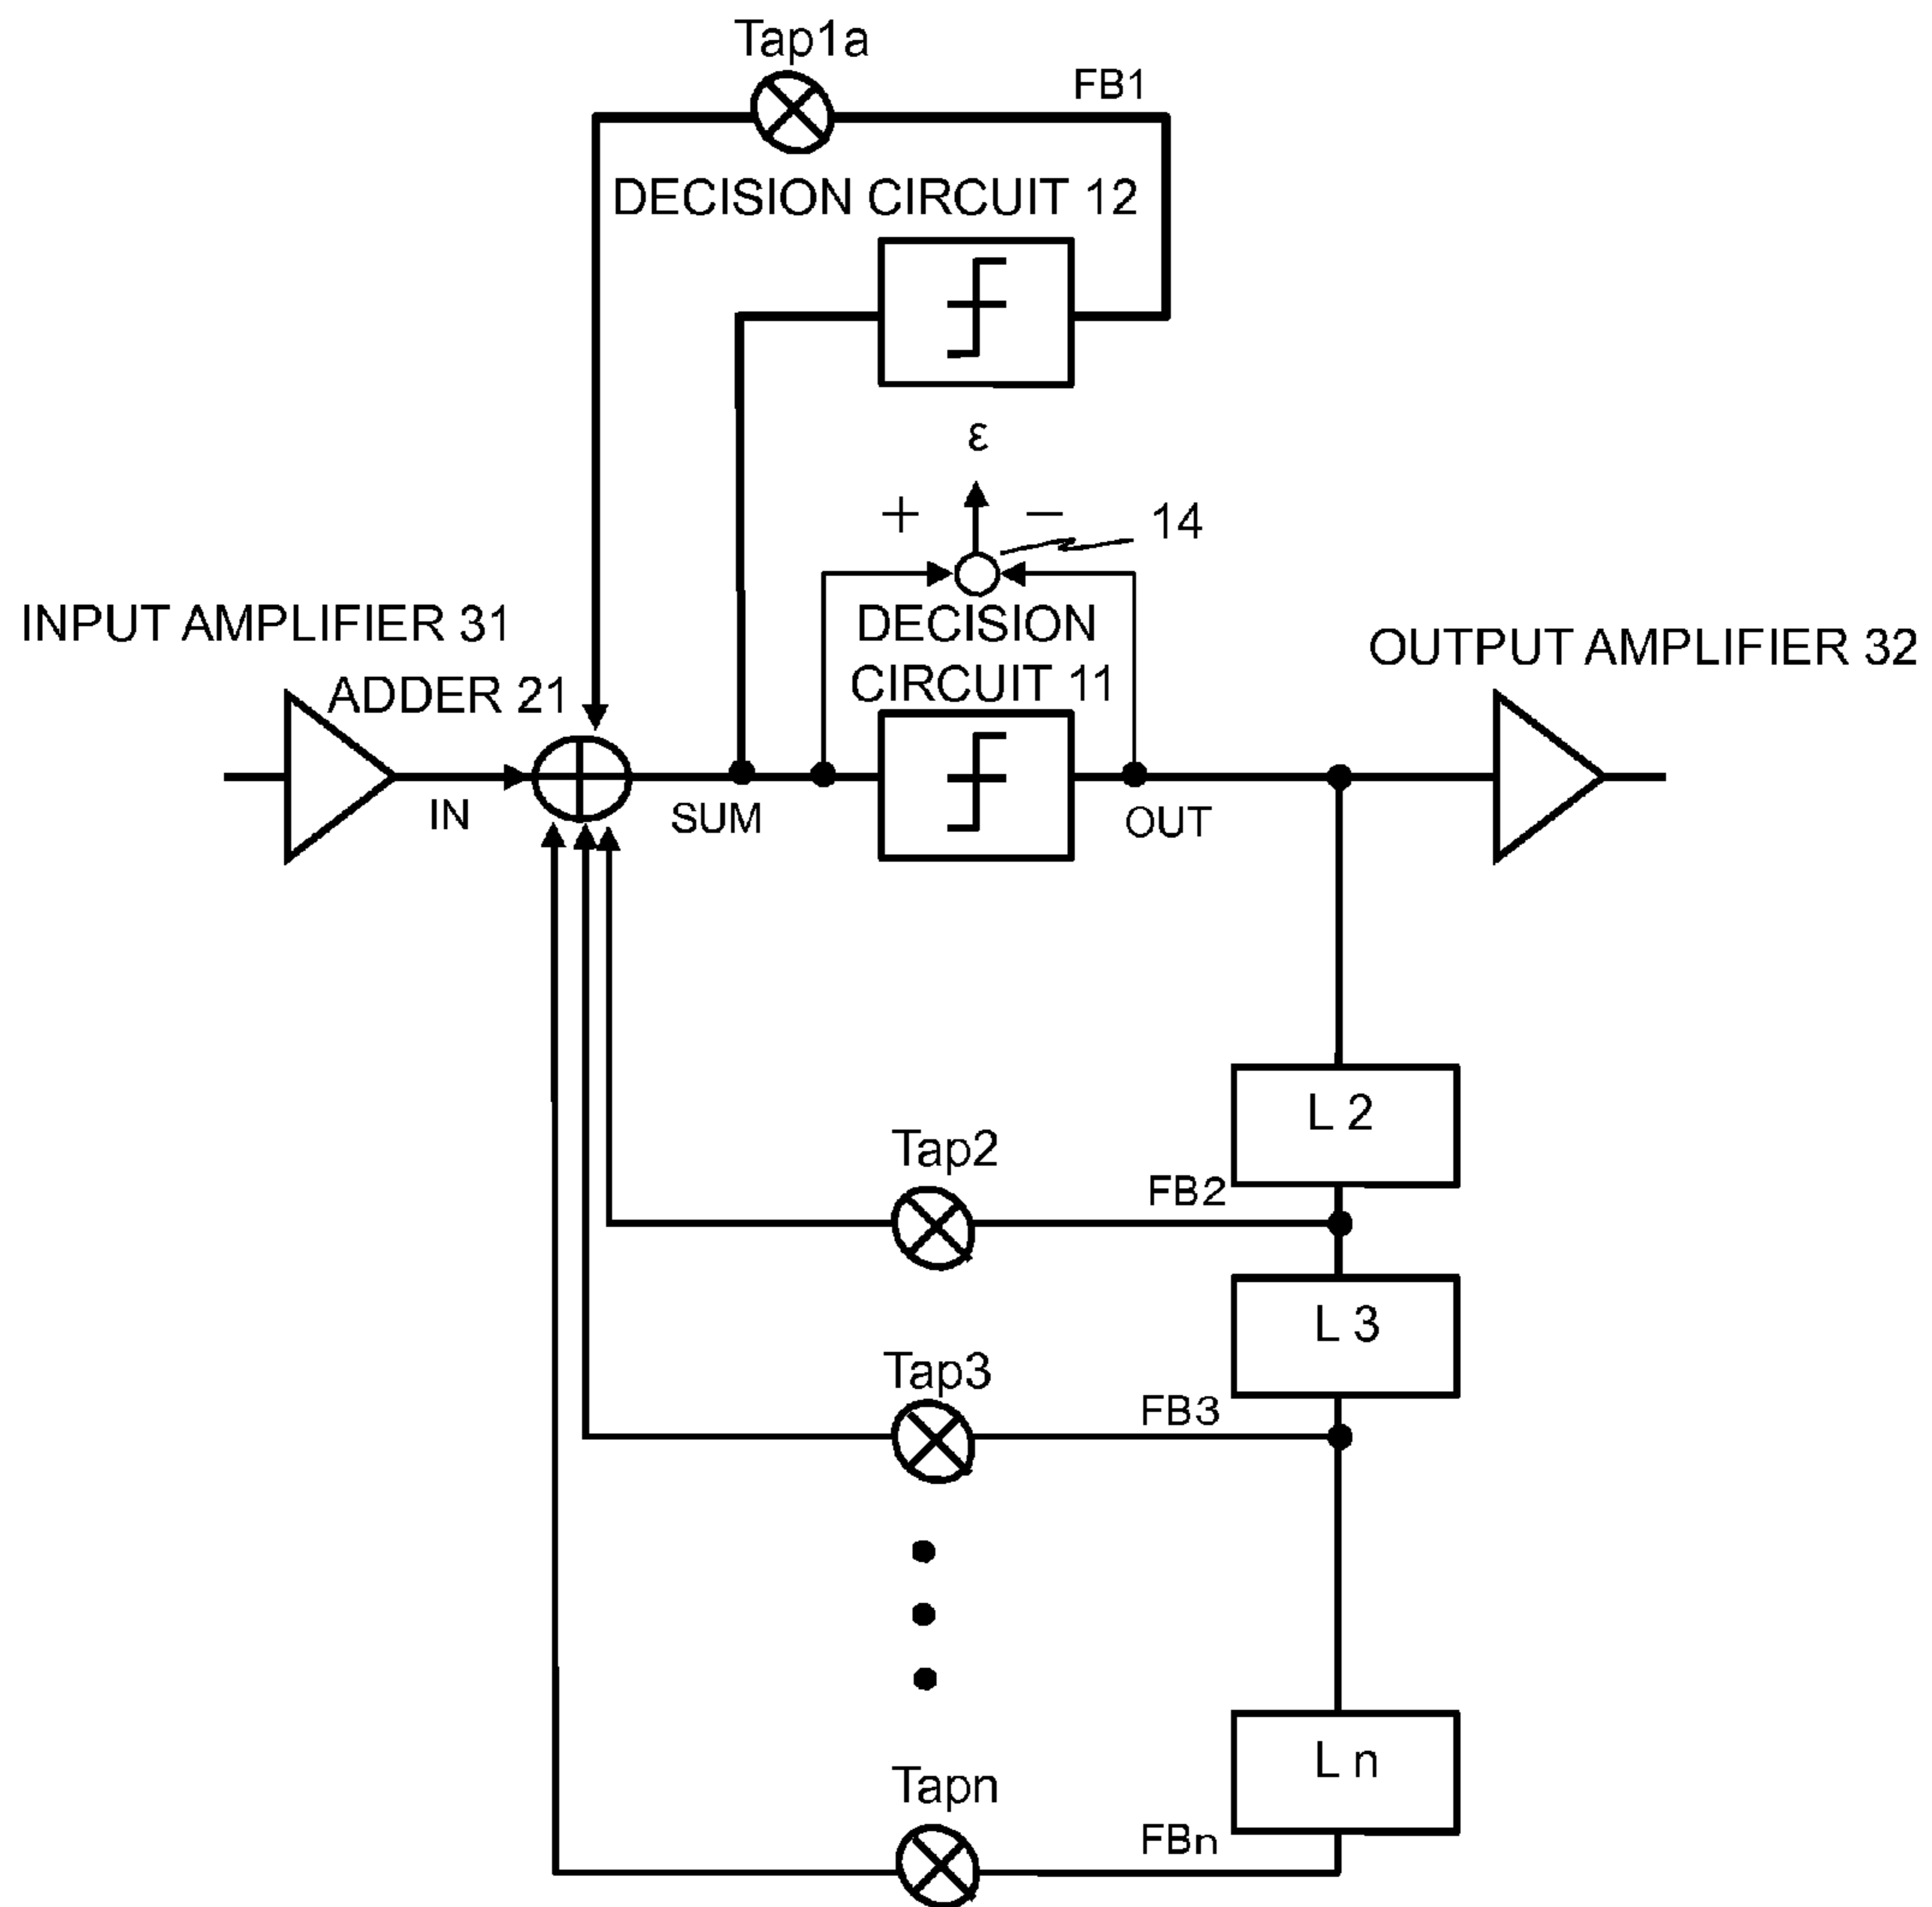 Tap1a
FB1
DECISION CIRCUIT 12
ε
+ −
14
INPUT AMPLIFIER 31
ADDER 21
DECISION
CIRCUIT 11
OUTPUT AMPLIFIER 32
IN
SUM
OUT
L 2
Tap2
FB2
L 3
Tap3
FB3
L n
Tapn
FBn